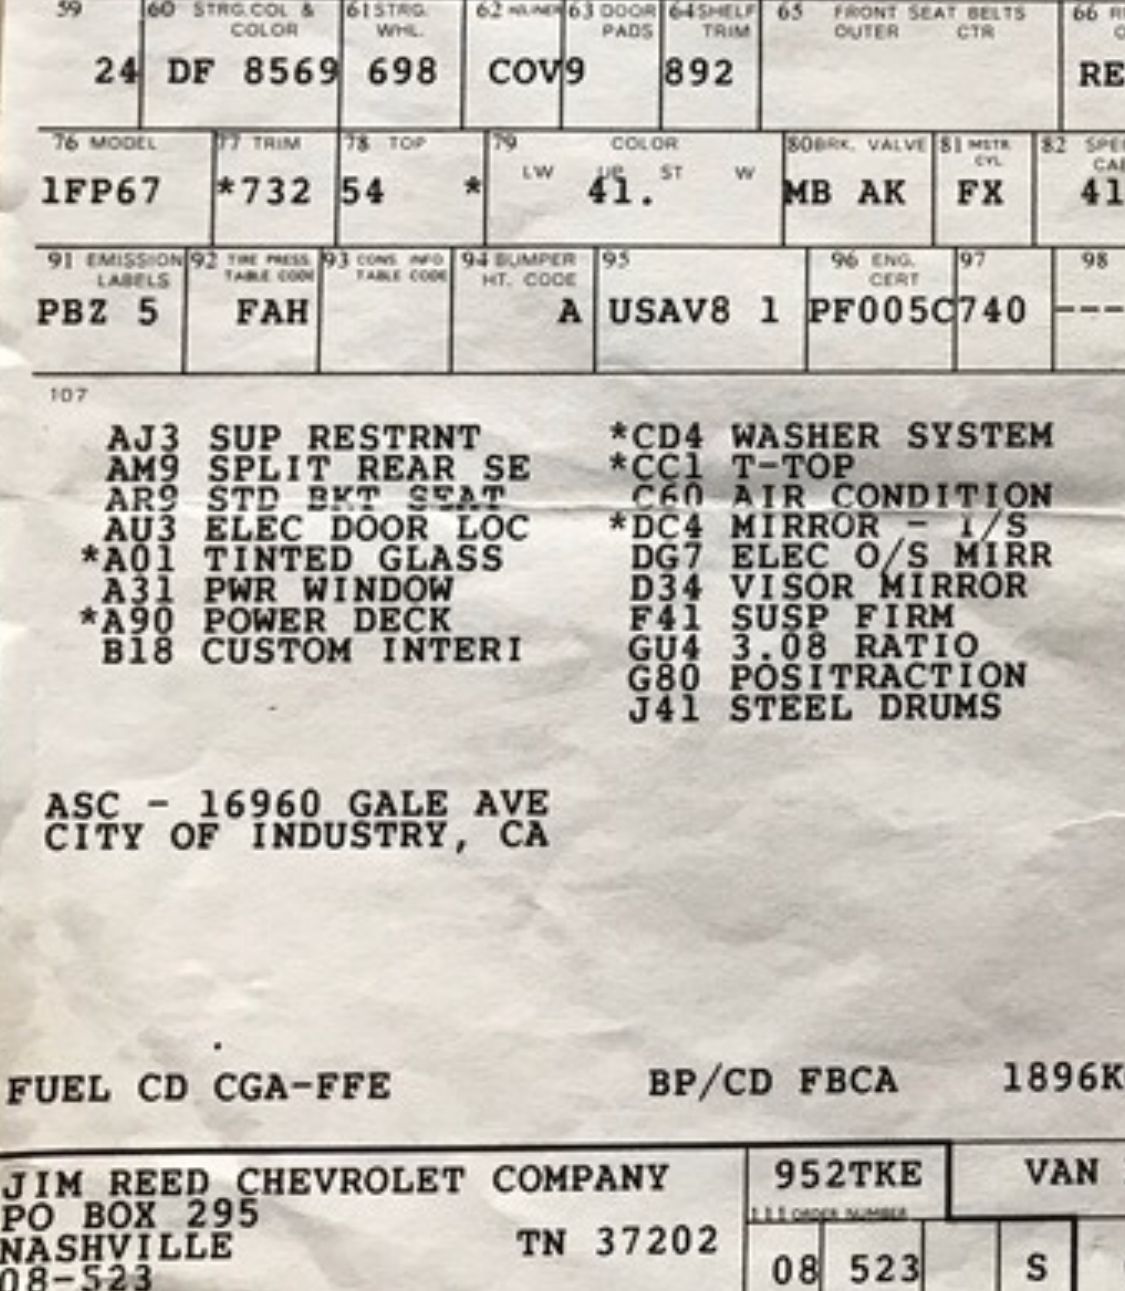 59 60 STRG.COL & COLOR 61 STRG. WHL. 62 63 DOOR PADS 64 SHELF TRIM 65 FRONT SEAT BELTS OUTER CTR 66
24 DF 8569 698 COV9 892 RE
76 MODEL 77 TRIM 78 TOP 79 COLOR LW UP ST W 80 BRK. VALVE 81 MSTR CYL 82
1FP67 *732 54 * 41. MB AK FX 41
91 EMISSION LABELS 92 TIRE PRESS. TABLE CODE 93 CONS. INFO TABLE CODE 94 BUMPER HT. CODE 95 96 ENG. CERT 97 98
PBZ 5 FAH A USAV8 1 PF005C740 ---
107
AJ3 SUP RESTRNT *CD4 WASHER SYSTEM
AM9 SPLIT REAR SE *CC1 T-TOP
AR9 STD BKT SEAT C60 AIR CONDITION
AU3 ELEC DOOR LOC *DC4 MIRROR - I/S
*A01 TINTED GLASS DG7 ELEC O/S MIRR
A31 PWR WINDOW D34 VISOR MIRROR
*A90 POWER DECK F41 SUSP FIRM
B18 CUSTOM INTERI GU4 3.08 RATIO
G80 POSITRACTION
J41 STEEL DRUMS
ASC - 16960 GALE AVE
CITY OF INDUSTRY, CA
FUEL CD CGA-FFE BP/CD FBCA 1896K
JIM REED CHEVROLET COMPANY 952TKE VAN
PO BOX 295 111 ORDER NUMBER
NASHVILLE TN 37202
08-523 08 523 S